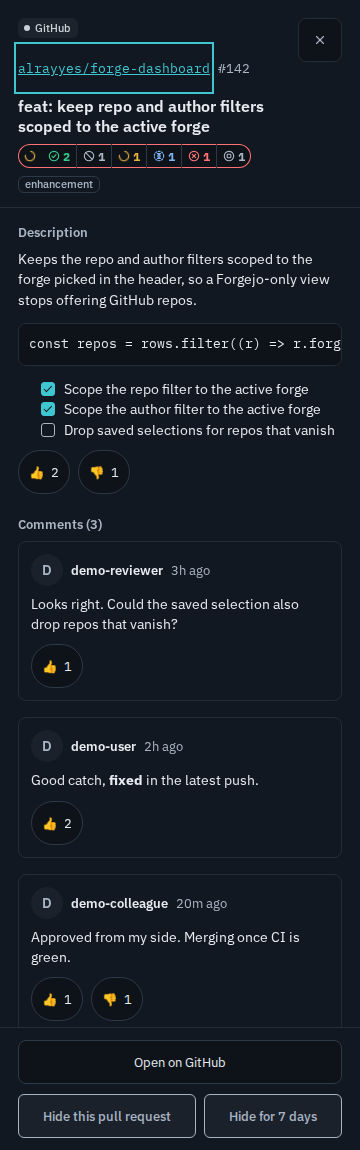 GitHub
alrayyes/forge-dashboard #142
feat: keep repo and author filters
scoped to the active forge
2 1 1 1 1 1
enhancement
Description
Keeps the repo and author filters scoped to the
forge picked in the header, so a Forgejo-only view
stops offering GitHub repos.
const repos = rows.filter((r) => r.forg
Scope the repo filter to the active forge
Scope the author filter to the active forge
Drop saved selections for repos that vanish
👍 2 👎 1
Comments (3)
D demo-reviewer 3h ago
Looks right. Could the saved selection also
drop repos that vanish?
👍 1
D demo-user 2h ago
Good catch, fixed in the latest push.
👍 2
D demo-colleague 20m ago
Approved from my side. Merging once CI is
green.
👍 1 👎 1
Open on GitHub
Hide this pull request Hide for 7 days